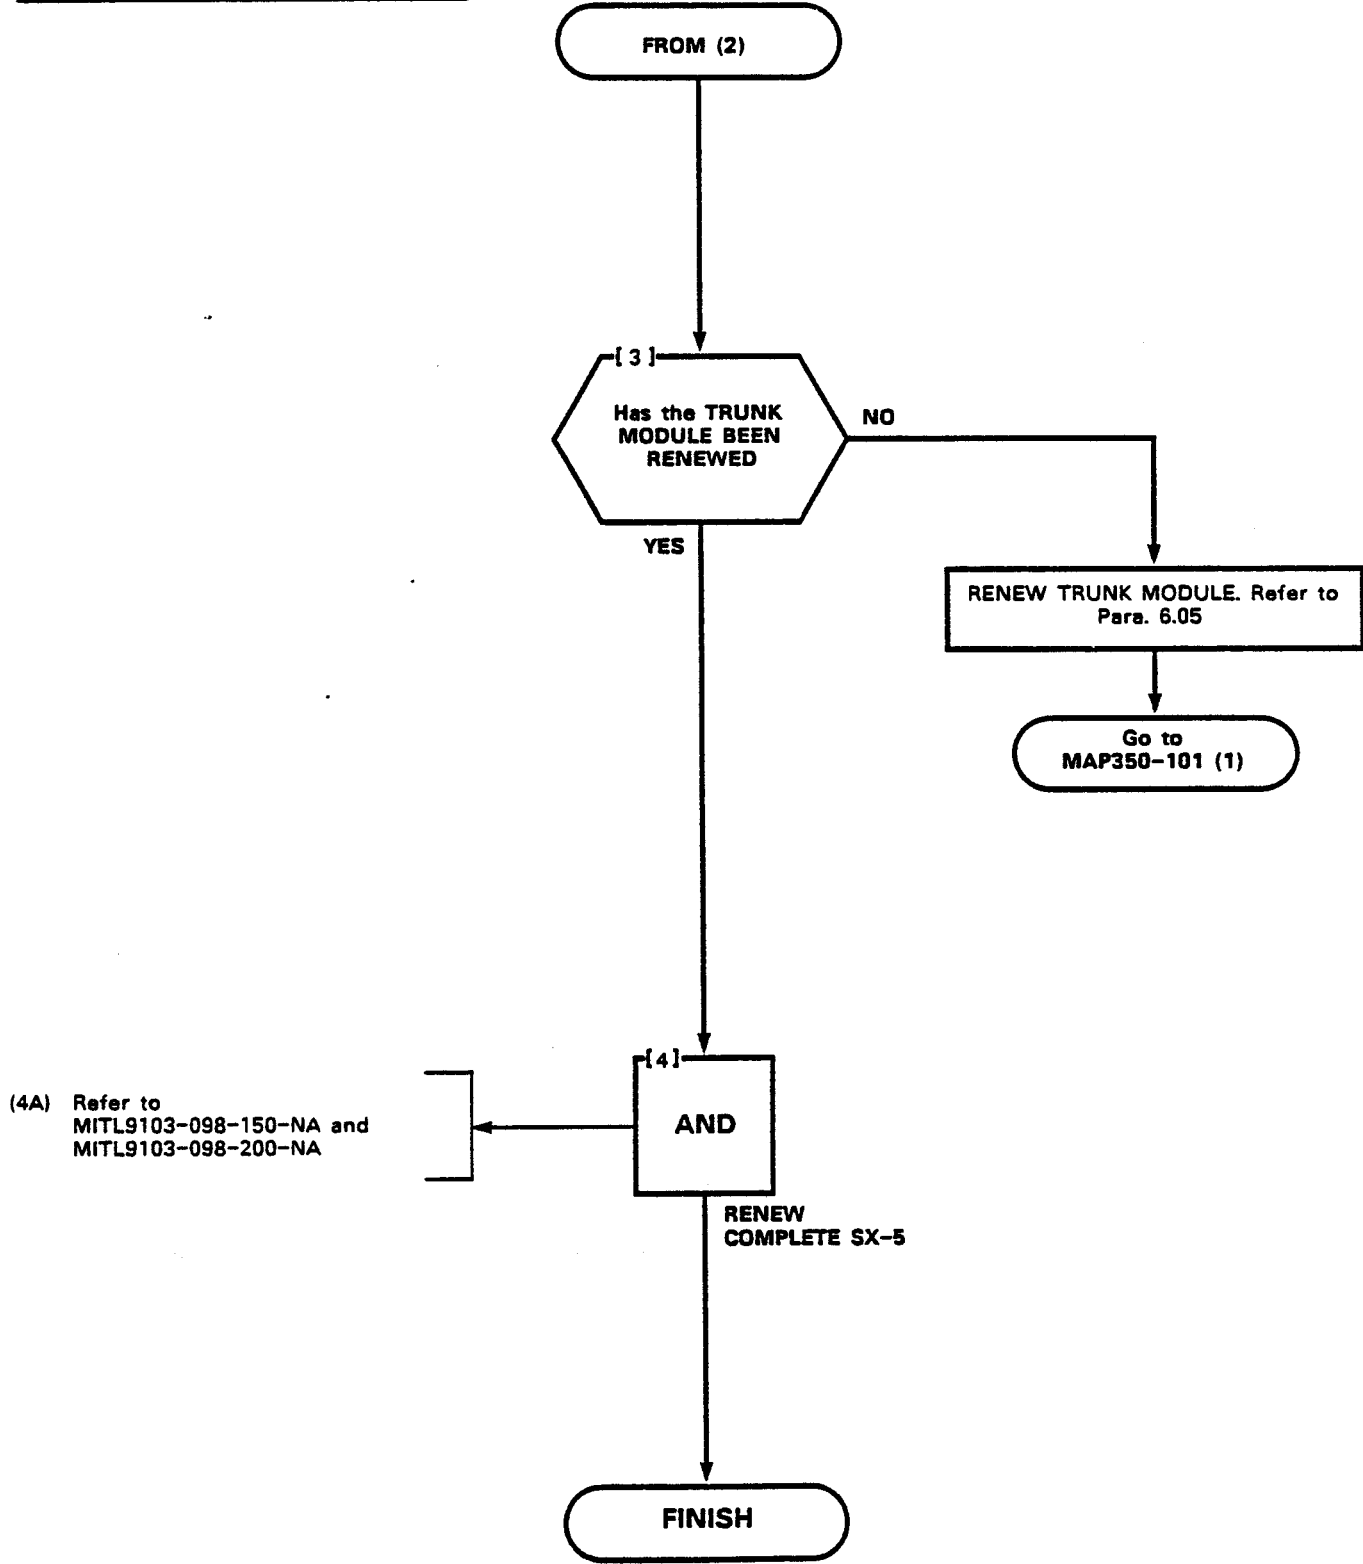 FROM (2)
[ 3 ]
Has the TRUNK
MODULE BEEN
RENEWED
NO
YES
RENEW TRUNK MODULE. Refer to
Para. 6.05
Go to
MAP350-101 (1)
[4]
AND
(4A) Refer to
MITL9103-098-150-NA and
MITL9103-098-200-NA
RENEW
COMPLETE SX-5
FINISH